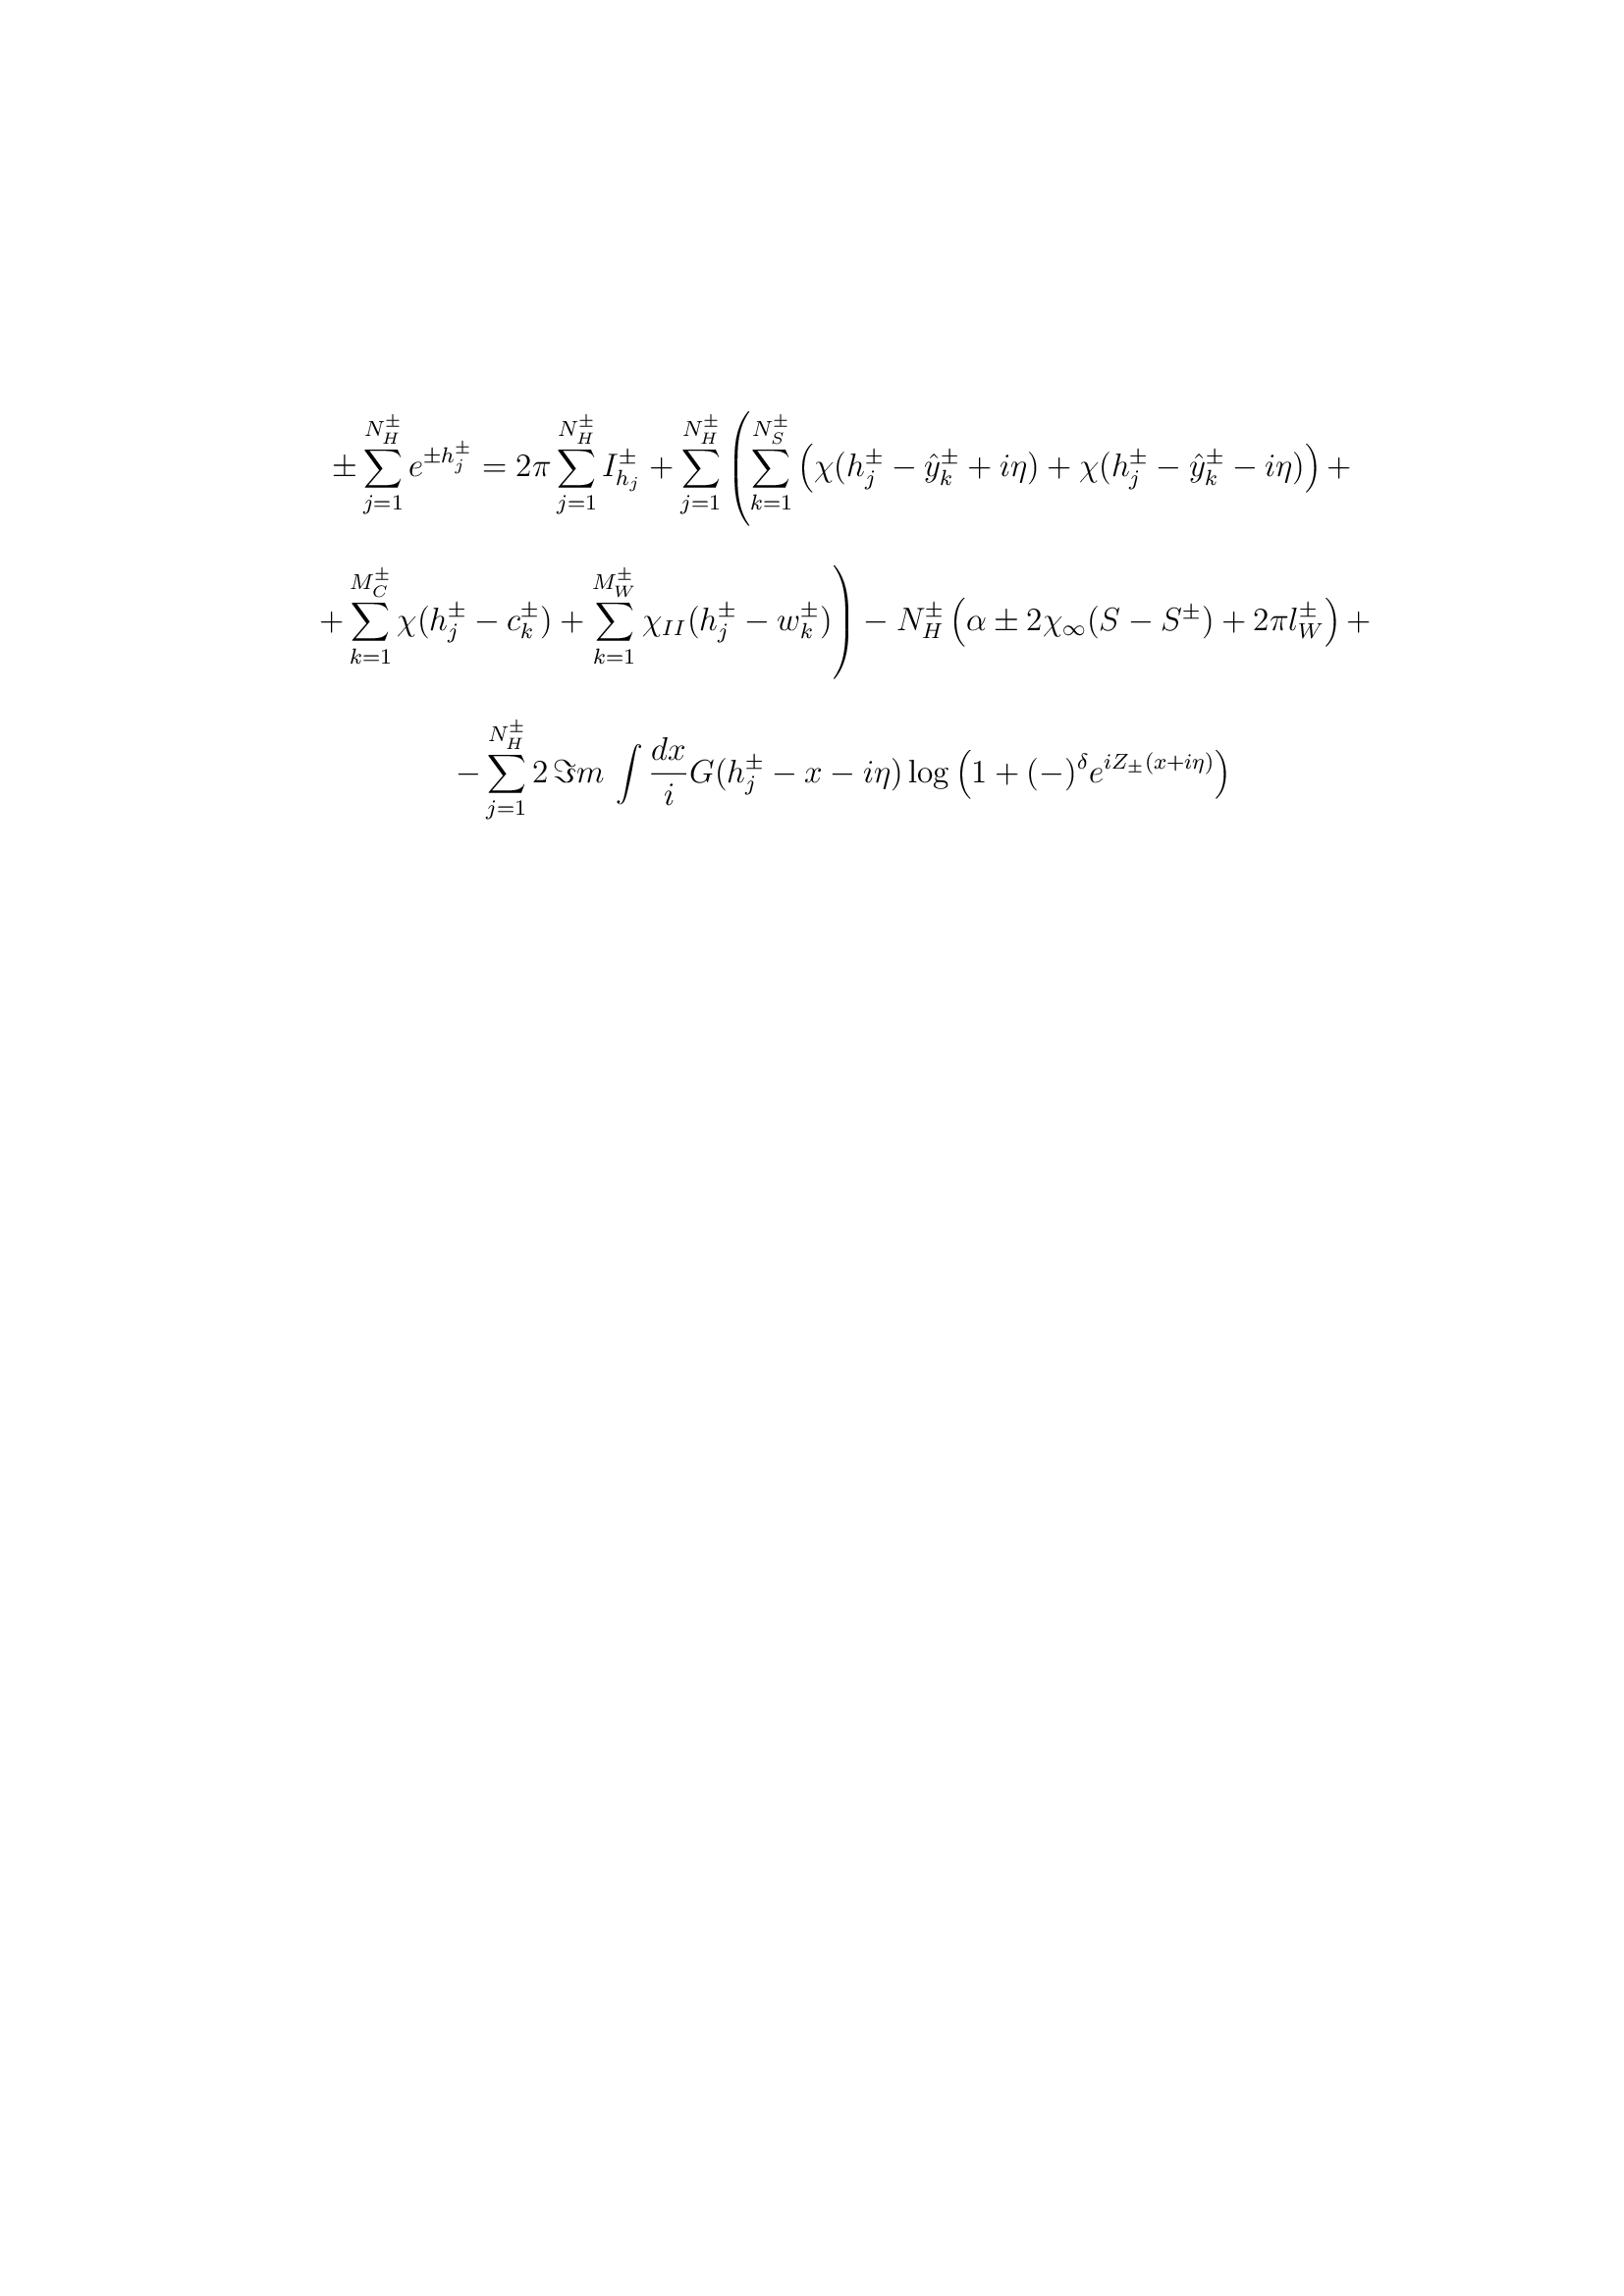 \pm \sum_{j=1}^{N_H^\pm} e^{\pm h_j^\pm} = 2\pi \sum_{j=1}^{N_H^\pm} I_{h_j}^\pm + \sum_{j=1}^{N_H^\pm} \left( \sum_{k=1}^{N_S^\pm} \left( \chi(h_j^\pm - \hat{y}_k^\pm + i\eta) + \chi(h_j^\pm - \hat{y}_k^\pm - i\eta) \right) +
+ \sum_{k=1}^{M_C^\pm} \chi(h_j^\pm - c_k^\pm) + \sum_{k=1}^{M_W^\pm} \chi_{II}(h_j^\pm - w_k^\pm) \right) - N_H^\pm \left( \alpha \pm 2\chi_\infty (S - S^\pm) + 2\pi l_W^\pm \right) +
- \sum_{j=1}^{N_H^\pm} 2 \, \Im m \, \int \frac{dx}{i} G(h_j^\pm - x - i\eta) \log \left( 1 + (-)^\delta e^{iZ_\pm(x+i\eta)} \right)